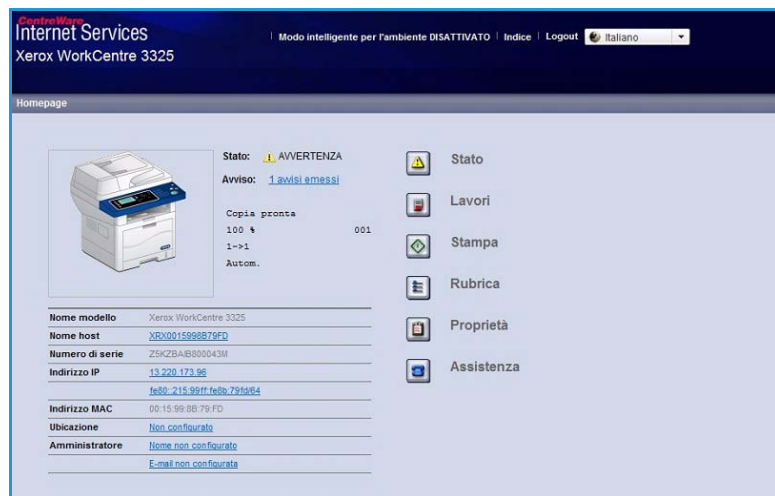 CentreWare
Internet Services
Xerox WorkCentre 3325
Modo intelligente per l'ambiente DISATTIVATO | Indice | Logout Italiano
Homepage
Stato: AVVERTENZA
Avviso: 1 avvisi emessi
Copia pronta
100 % 001
1->1
Autom.
Stato
Lavori
Stampa
Rubrica
Proprietà
Assistenza
Nome modello Xerox WorkCentre 3325
Nome host XRX0015998B79FD
Numero di serie Z5KZBAIB800043M
Indirizzo IP 13.220.173.96
fe80::215:99ff:fe8b:79fd/64
Indirizzo MAC 00:15:99:8B:79:FD
Ubicazione Non configurato
Amministratore Nome non configurato
E-mail non configurata